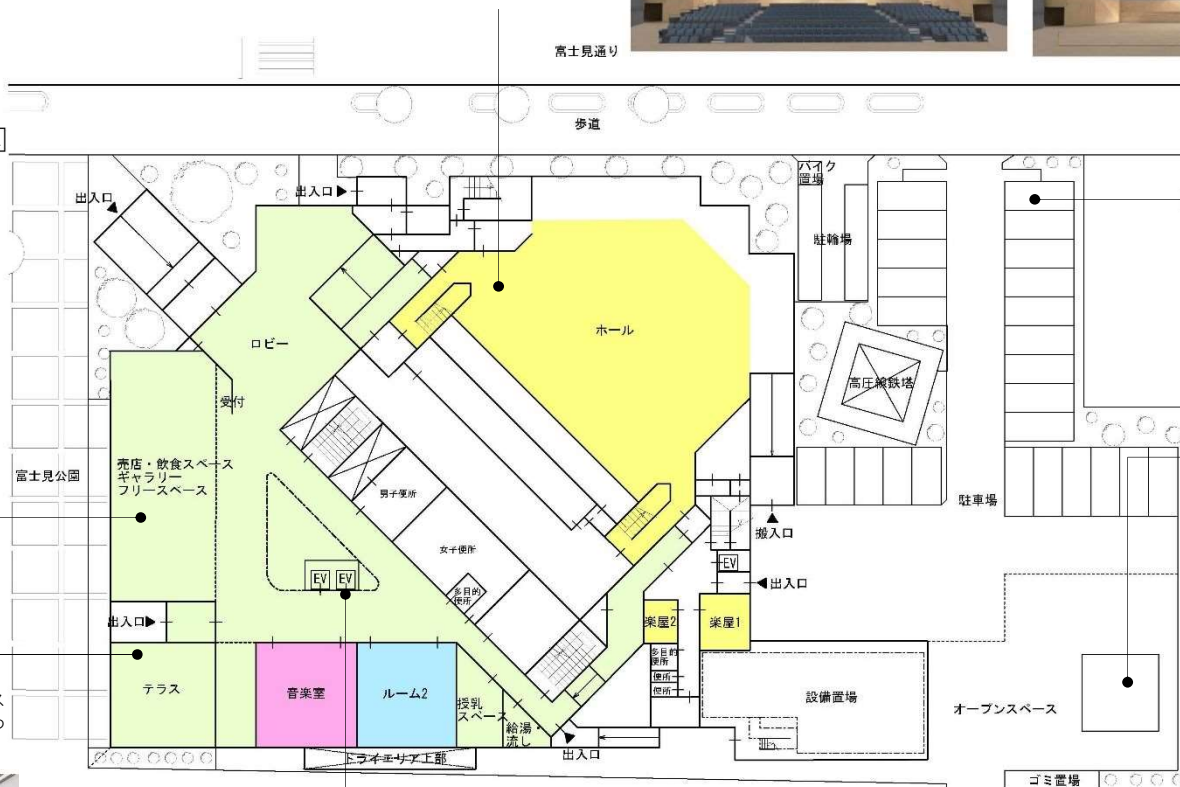 富士見通り
歩道
バイク
置場
出入口
出入口
駐輪場
ロビー
ホール
高圧線鉄塔
受付
売店・飲食スペース
ギャラリー
フリースペース
富士見公園
男子便所
女子便所
多目的
便所
EV
EV
駐車場
搬入口
EV
出入口
出入口
楽屋2
楽屋1
多目的
便所
便所
便所
テラス
音楽室
ルーム2
授乳
スペース
給湯・
流し
設備置場
オープンスペース
ス
出入口
ドライエリア上部
ゴミ置場